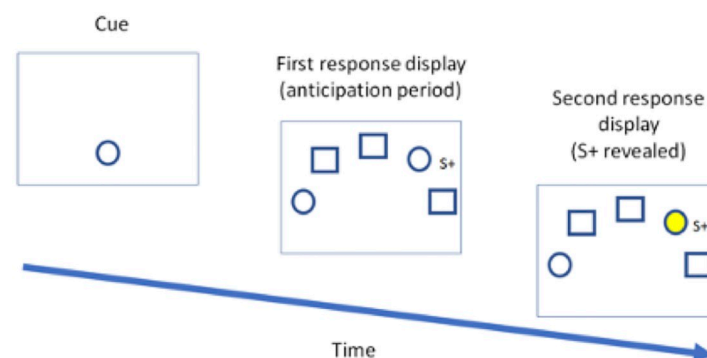 Cue
First response display
(anticipation period)
S+
Second response
display
(S+ revealed)
S+
Time